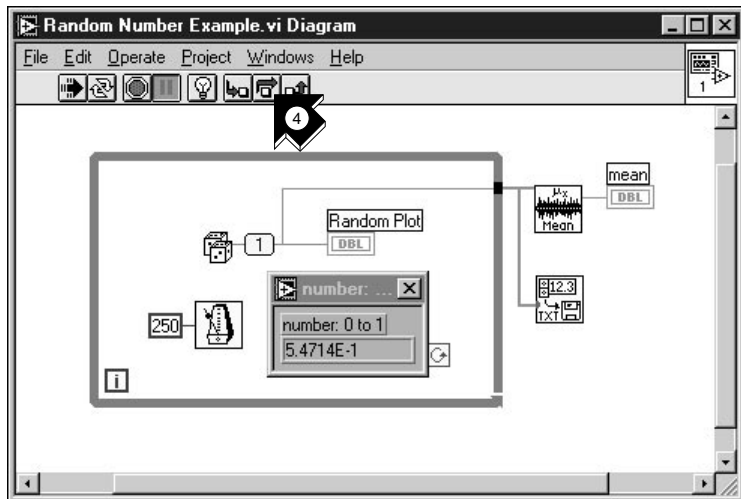 Random Number Example.vi Diagram
File Edit Operate Project Windows Help
1
4
mean
DBL
μx
Mean
Random Plot
DBL
1
12.3
TXT
number: ...
number: 0 to 1
5.4714E-1
250
i